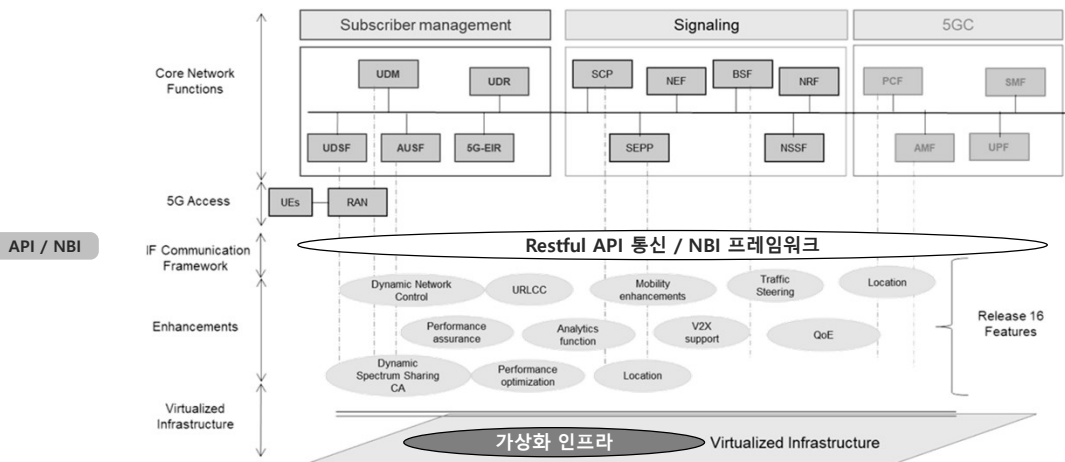 Subscriber management
Signaling
5GC
Core Network
Functions
UDM
UDR
SCP
NEF
BSF
NRF
PCF
SMF
UDSF
AUSF
5G-EIR
SEPP
NSSF
AMF
UPF
5G Access
UEs
RAN
API / NBI
IF Communication
Framework
Restful API 통신 / NBI 프레임워크
Enhancements
Dynamic Network
Control
URLCC
Mobility
enhancements
Traffic
Steering
Location
Performance
assurance
Analytics
function
V2X
support
QoE
Release 16
Features
Dynamic
Spectrum Sharing
CA
Performance
optimization
Location
Virtualized
Infrastructure
가상화 인프라
Virtualized Infrastructure